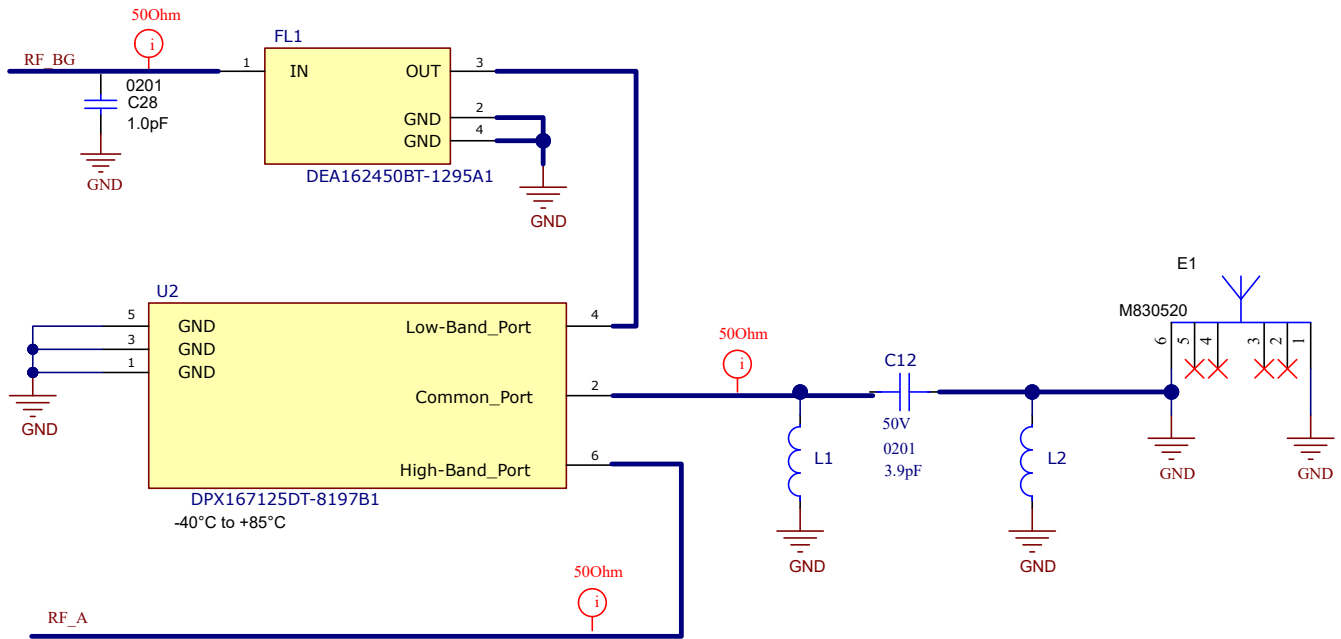 50Ohm
i
RF_BG
0201
C28
1.0pF
GND
FL1
1
IN
OUT
3
GND
2
GND
4
DEA162450BT-1295A1
GND
U2
5
GND
3
GND
1
GND
GND
Low-Band_Port
4
Common_Port
2
High-Band_Port
6
DPX167125DT-8197B1
-40°C to +85°C
50Ohm
i
L1
GND
C12
50V
0201
3.9pF
L2
GND
E1
M830520
6
5
4
3
2
1
GND
GND
50Ohm
i
RF_A